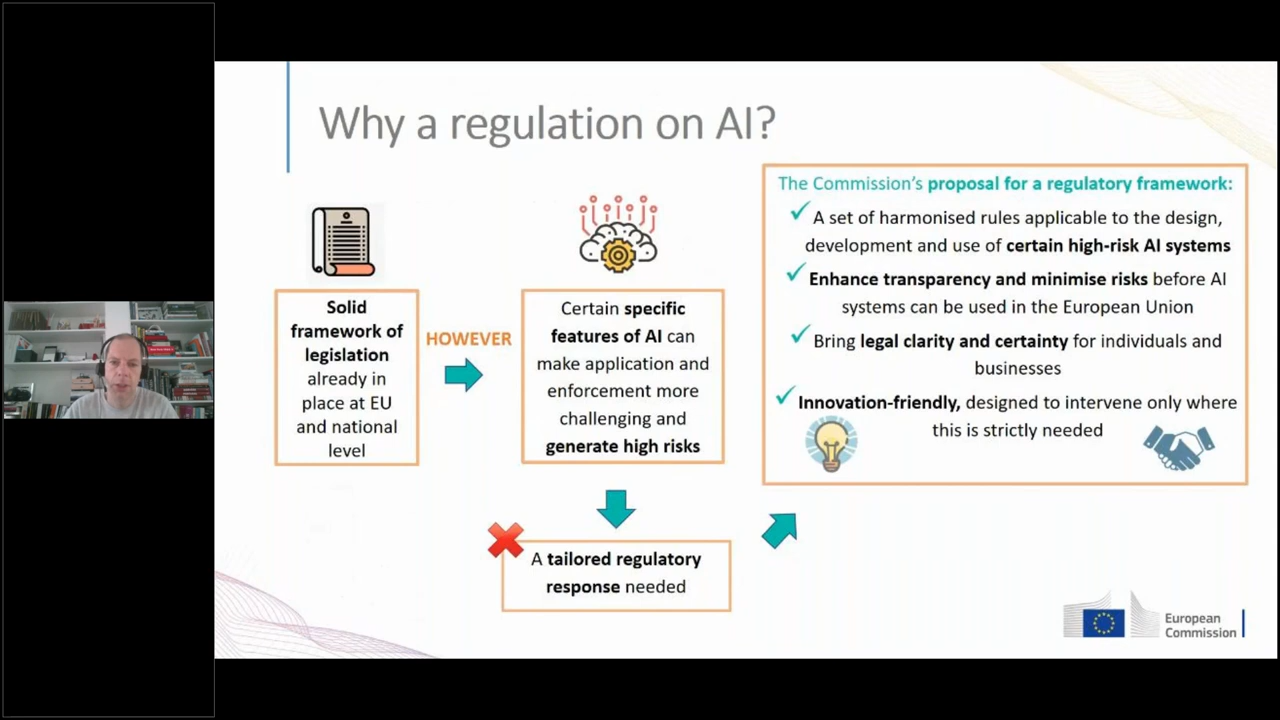 Why a regulation on AI?
Solid
framework of
legislation
already in
place at EU
and national
level
HOWEVER
Certain specific
features of AI can
make application and
enforcement more
challenging and
generate high risks
A tailored regulatory
response needed
The Commission's proposal for a regulatory framework:
A set of harmonised rules applicable to the design,
development and use of certain high-risk AI systems
Enhance transparency and minimise risks before AI
systems can be used in the European Union
Bring legal clarity and certainty for individuals and
businesses
Innovation-friendly, designed to intervene only where
this is strictly needed
European
Commission